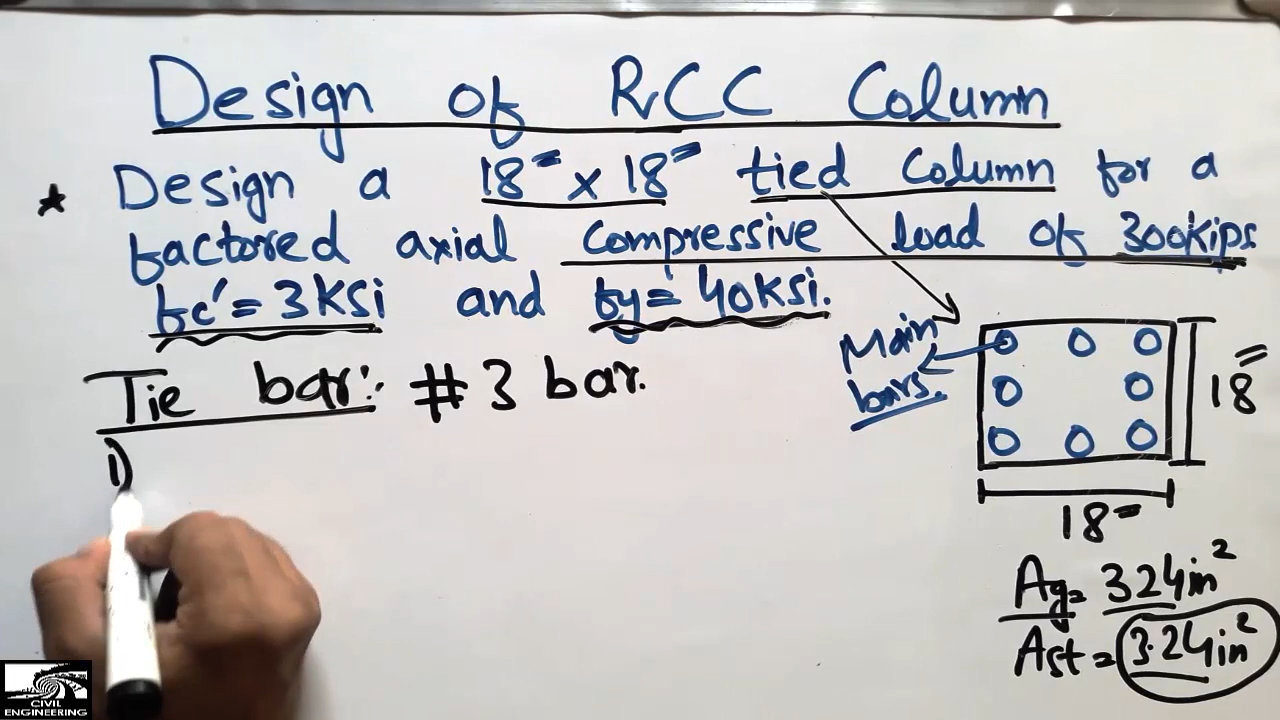 Design of RCC Column
* Design a 18" x 18" tied column for a
factored axial compressive load of 300kips
fc' = 3ksi and fy = 40ksi.
Tie bar: #3 bar.
1)
Main
bars.
18"
18"
Ag = 324in²
Ast = 3.24in²
CIVIL
ENGINEERING